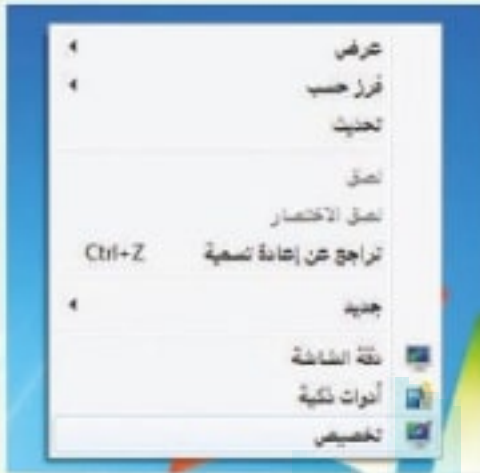 عرض
فرز حسب
تحديث
لصق
لصق الاختصار
تراجع عن إعادة تسمية Ctrl+Z
جديد
دقة الشاشة
أدوات ذكية
تخصيص